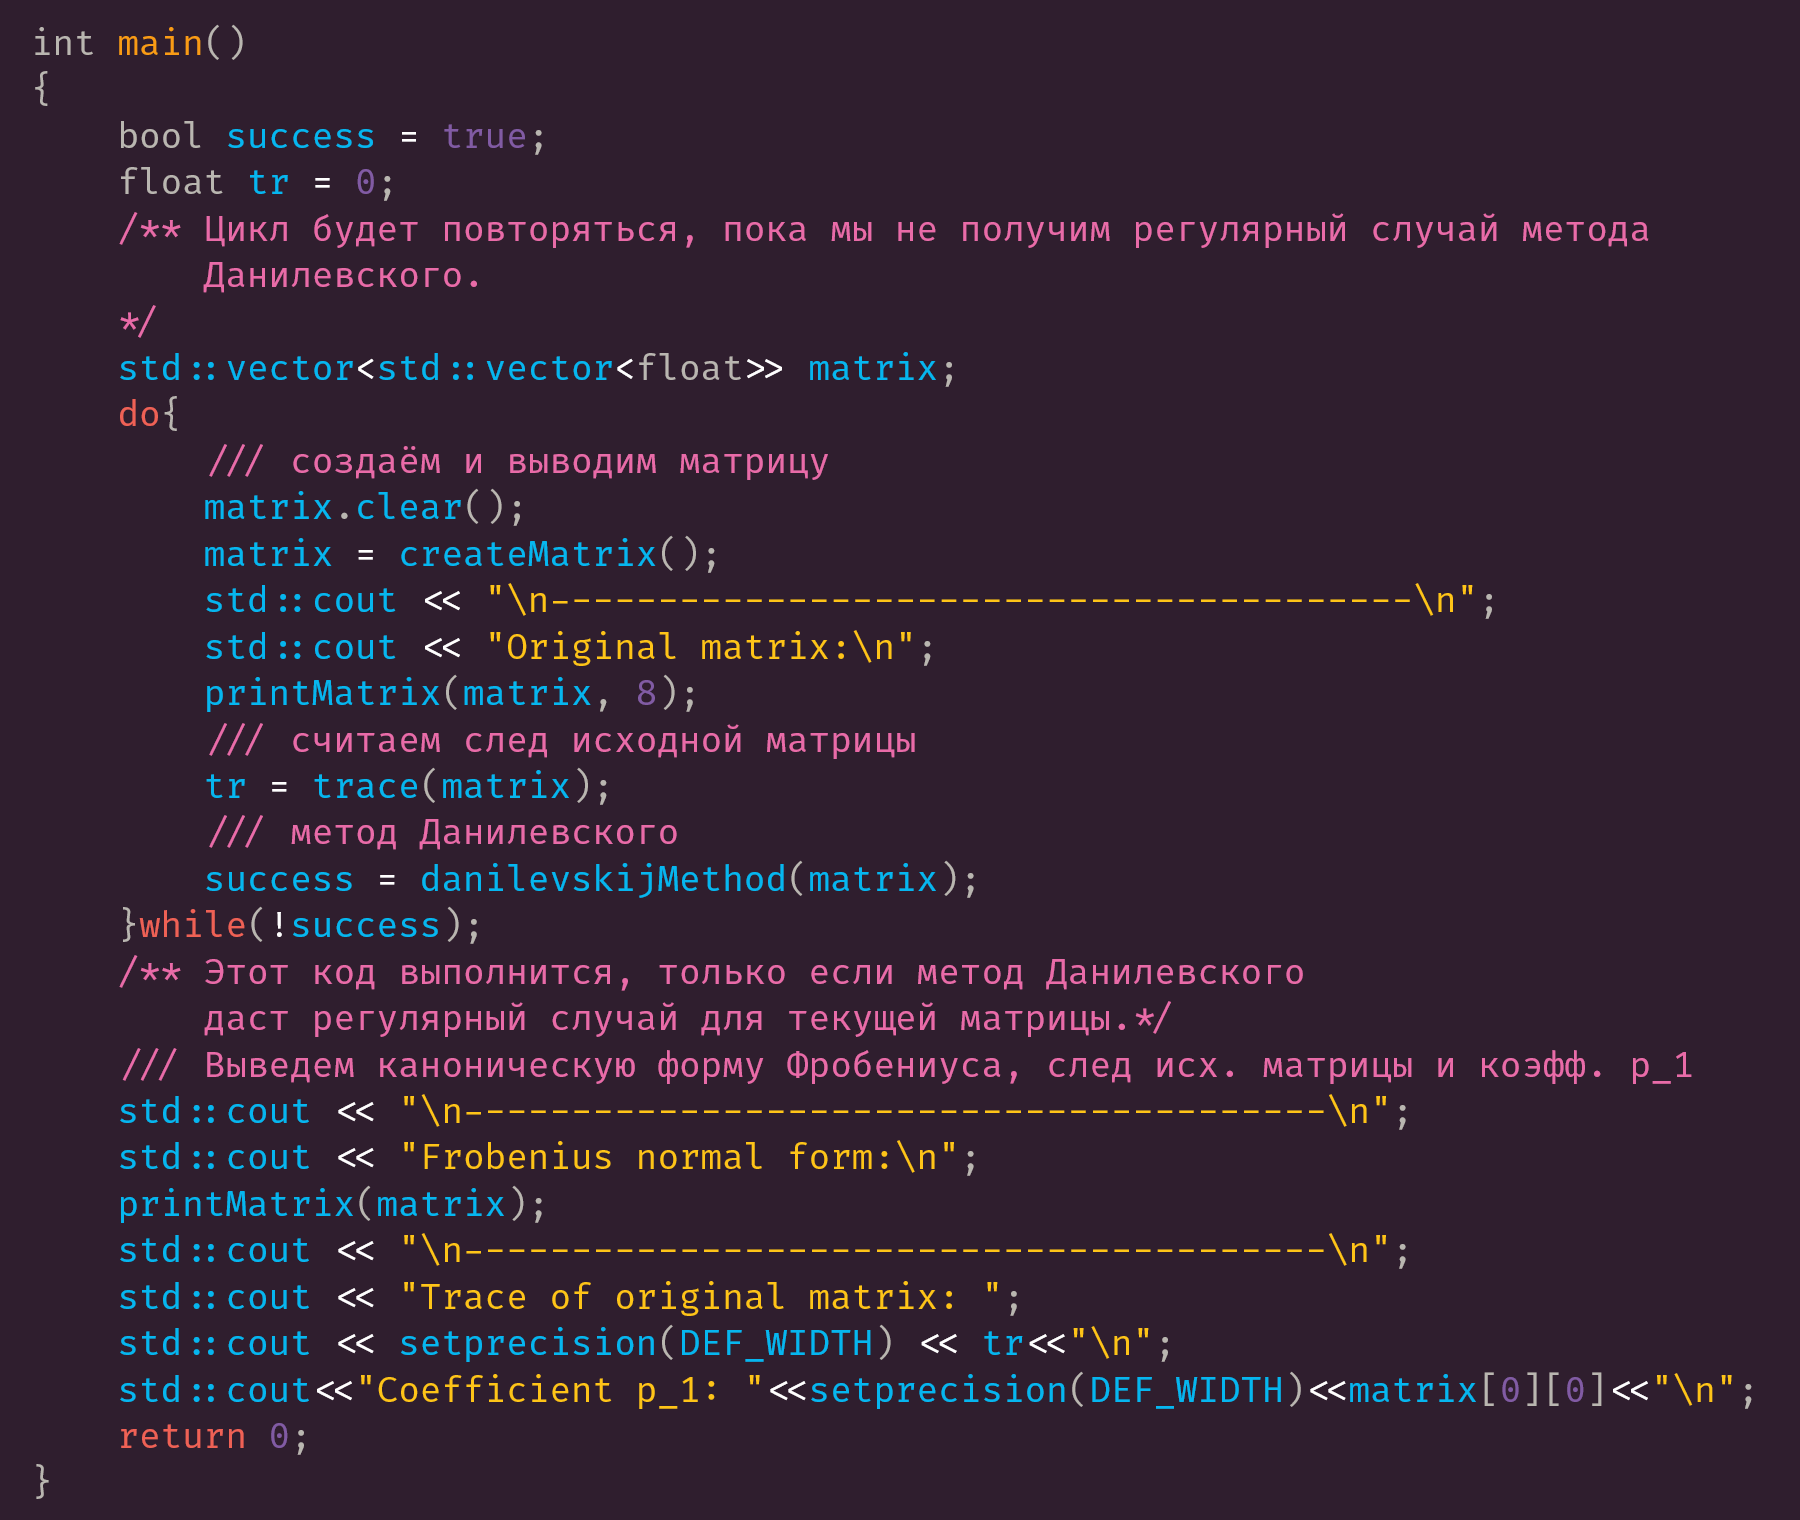 int main()
{
    bool success = true;
    float tr = 0;
    /** Цикл будет повторяться, пока мы не получим регулярный случай метода
        Данилевского.
    */
    std::vector<std::vector<float>> matrix;
    do{
        /// создаём и выводим матрицу
        matrix.clear();
        matrix = createMatrix();
        std::cout << "\n----------------------------------------\n";
        std::cout << "Original matrix:\n";
        printMatrix(matrix, 8);
        /// считаем след исходной матрицы
        tr = trace(matrix);
        /// метод Данилевского
        success = danilevskijMethod(matrix);
    }while(!success);
    /** Этот код выполнится, только если метод Данилевского
        даст регулярный случай для текущей матрицы.*/
    /// Выведем каноническую форму Фробениуса, след исх. матрицы и коэфф. p_1
    std::cout << "\n----------------------------------------\n";
    std::cout << "Frobenius normal form:\n";
    printMatrix(matrix);
    std::cout << "\n----------------------------------------\n";
    std::cout << "Trace of original matrix: ";
    std::cout << setprecision(DEF_WIDTH) << tr<<"\n";
    std::cout<<"Coefficient p_1: "<<setprecision(DEF_WIDTH)<<matrix[0][0]<<"\n";
    return 0;
}